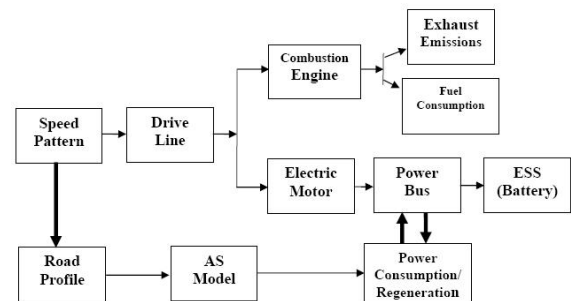 Exhaust
Emissions
Combustion
Engine
Fuel
Consumption
Speed
Pattern
Drive
Line
Electric
Motor
Power
Bus
ESS
(Battery)
Road
Profile
AS
Model
Power
Consumption/
Regeneration